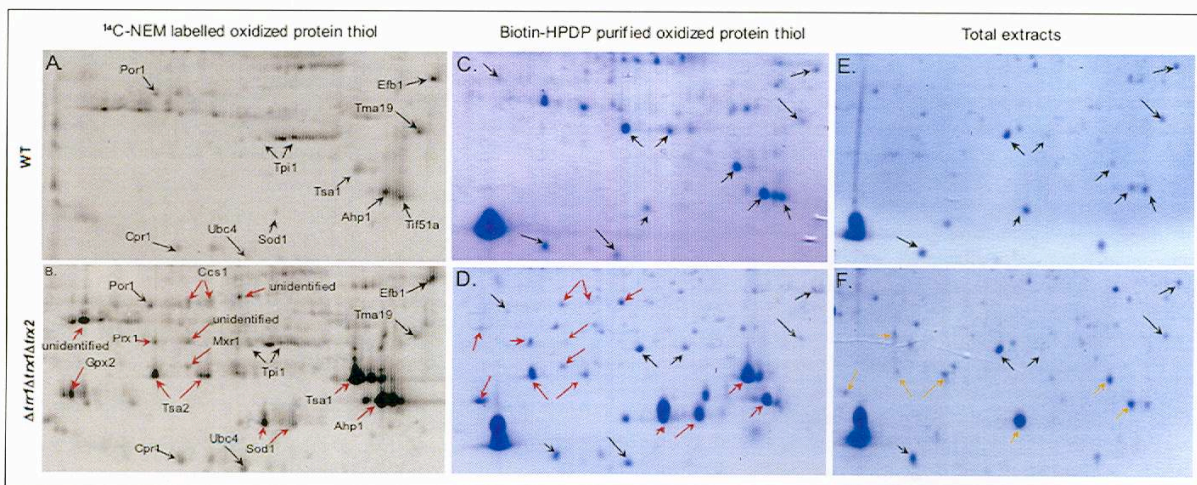 ¹⁴C-NEM labelled oxidized protein thiol
Biotin-HPDP purified oxidized protein thiol
Total extracts
WT
A.
Por1
Efb1
Tma19
Tpi1
Tsa1
Ahp1
Tif51a
Cpr1
Ubc4
Sod1
C.
E.
Δtrr1Δtrx1Δtrx2
B.
Por1
Ccs1
unidentified
Efb1
Tma19
unidentified
unidentified
Prx1
Mxr1
Gpx2
Tpi1
Tsa2
Tsa1
Ahp1
Ubc4
Sod1
Cpr1
D.
F.